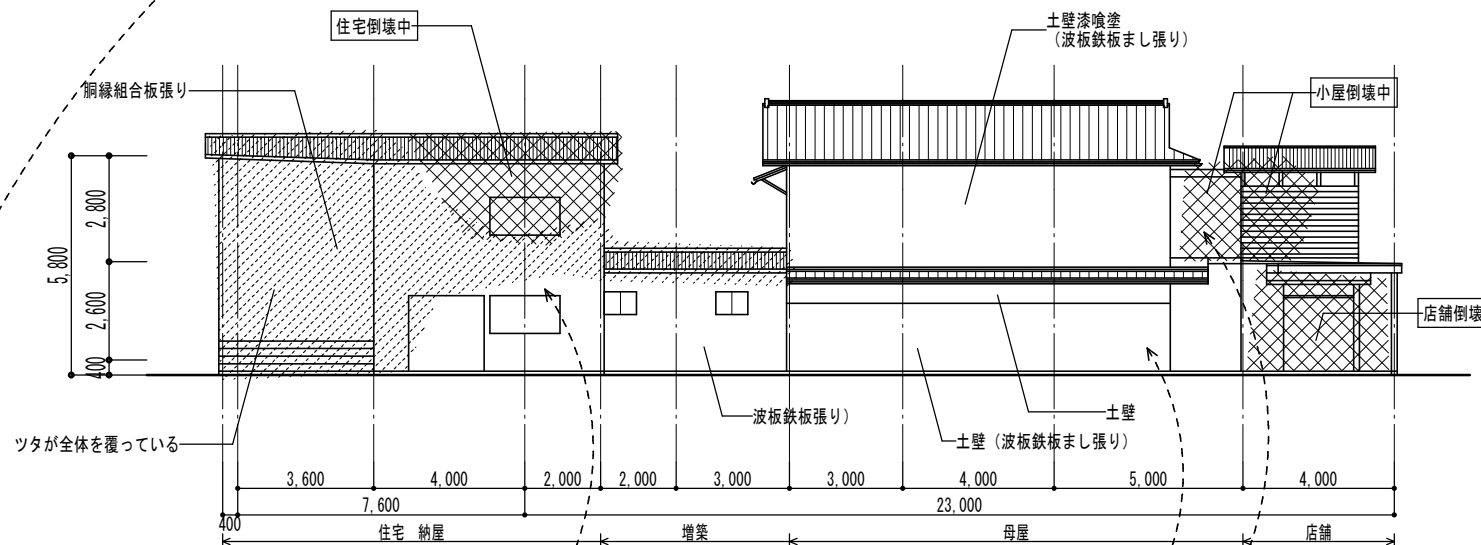 住宅倒壊中
土壁漆喰塗
(波板鉄板まし張り)
胴縁組合板張り
小屋倒壊中
2,800
5,800
2,600
400
店舗倒壊
波板鉄板張り)
土壁
土壁 (波板鉄板まし張り)
ツタが全体を覆っている
3,600
4,000
2,000
2,000
3,000
3,000
4,000
5,000
4,000
400
7,600
23,000
住宅 納屋
増築
母屋
店舗